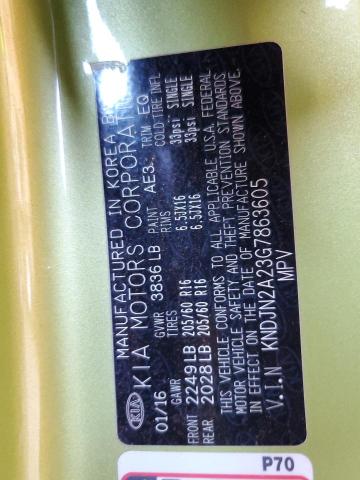 MANUFACTURED IN KOREA B
KIA KIA MOTORS CORPORATI
01/16 GVWR 3836 LB PAINT AE3 TRIM EQ
GAWR TIRES RIMS COLD TIRE INFL
FRONT 2249 LB 205/60 R16 6.5JX16 33psi SINGLE
REAR 2028 LB 205/60 R16 6.5JX16 33psi SINGLE
THIS VEHICLE CONFORMS TO ALL APPLICABLE U.S.A. FEDERAL
MOTOR VEHICLE SAFETY AND THEFT PREVENTION STANDARDS
IN EFFECT ON THE DATE OF MANUFACTURE SHOWN ABOVE.
V.I.N KNDJN2A23G7863605
MPV
P70